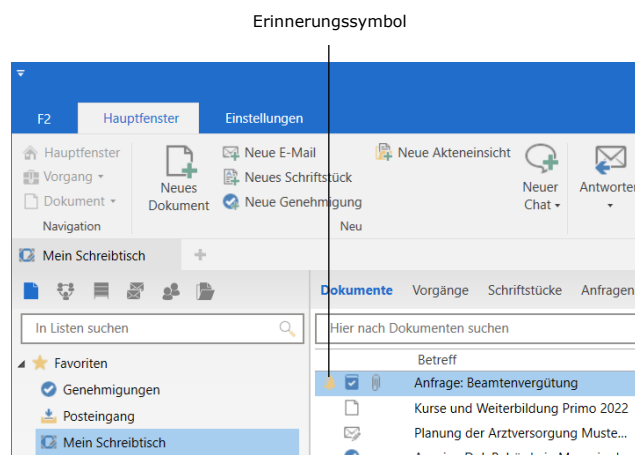 Erinnerungssymbol
F2 Hauptfenster Einstellungen
Hauptfenster
Vorgang
Dokument
Navigation
Neues
Dokument
Neue E-Mail
Neues Schriftstück
Neue Genehmigung
Neue Akteneinsicht
Neuer
Chat
Neu
Antworten
Mein Schreibtisch
In Listen suchen
Favoriten
Genehmigungen
Posteingang
Mein Schreibtisch
Dokumente Vorgänge Schriftstücke Anfragen
Hier nach Dokumenten suchen
Betreff
Anfrage: Beamtenvergütung
Kurse und Weiterbildung Primo 2022
Planung der Arztversorgung Muste...